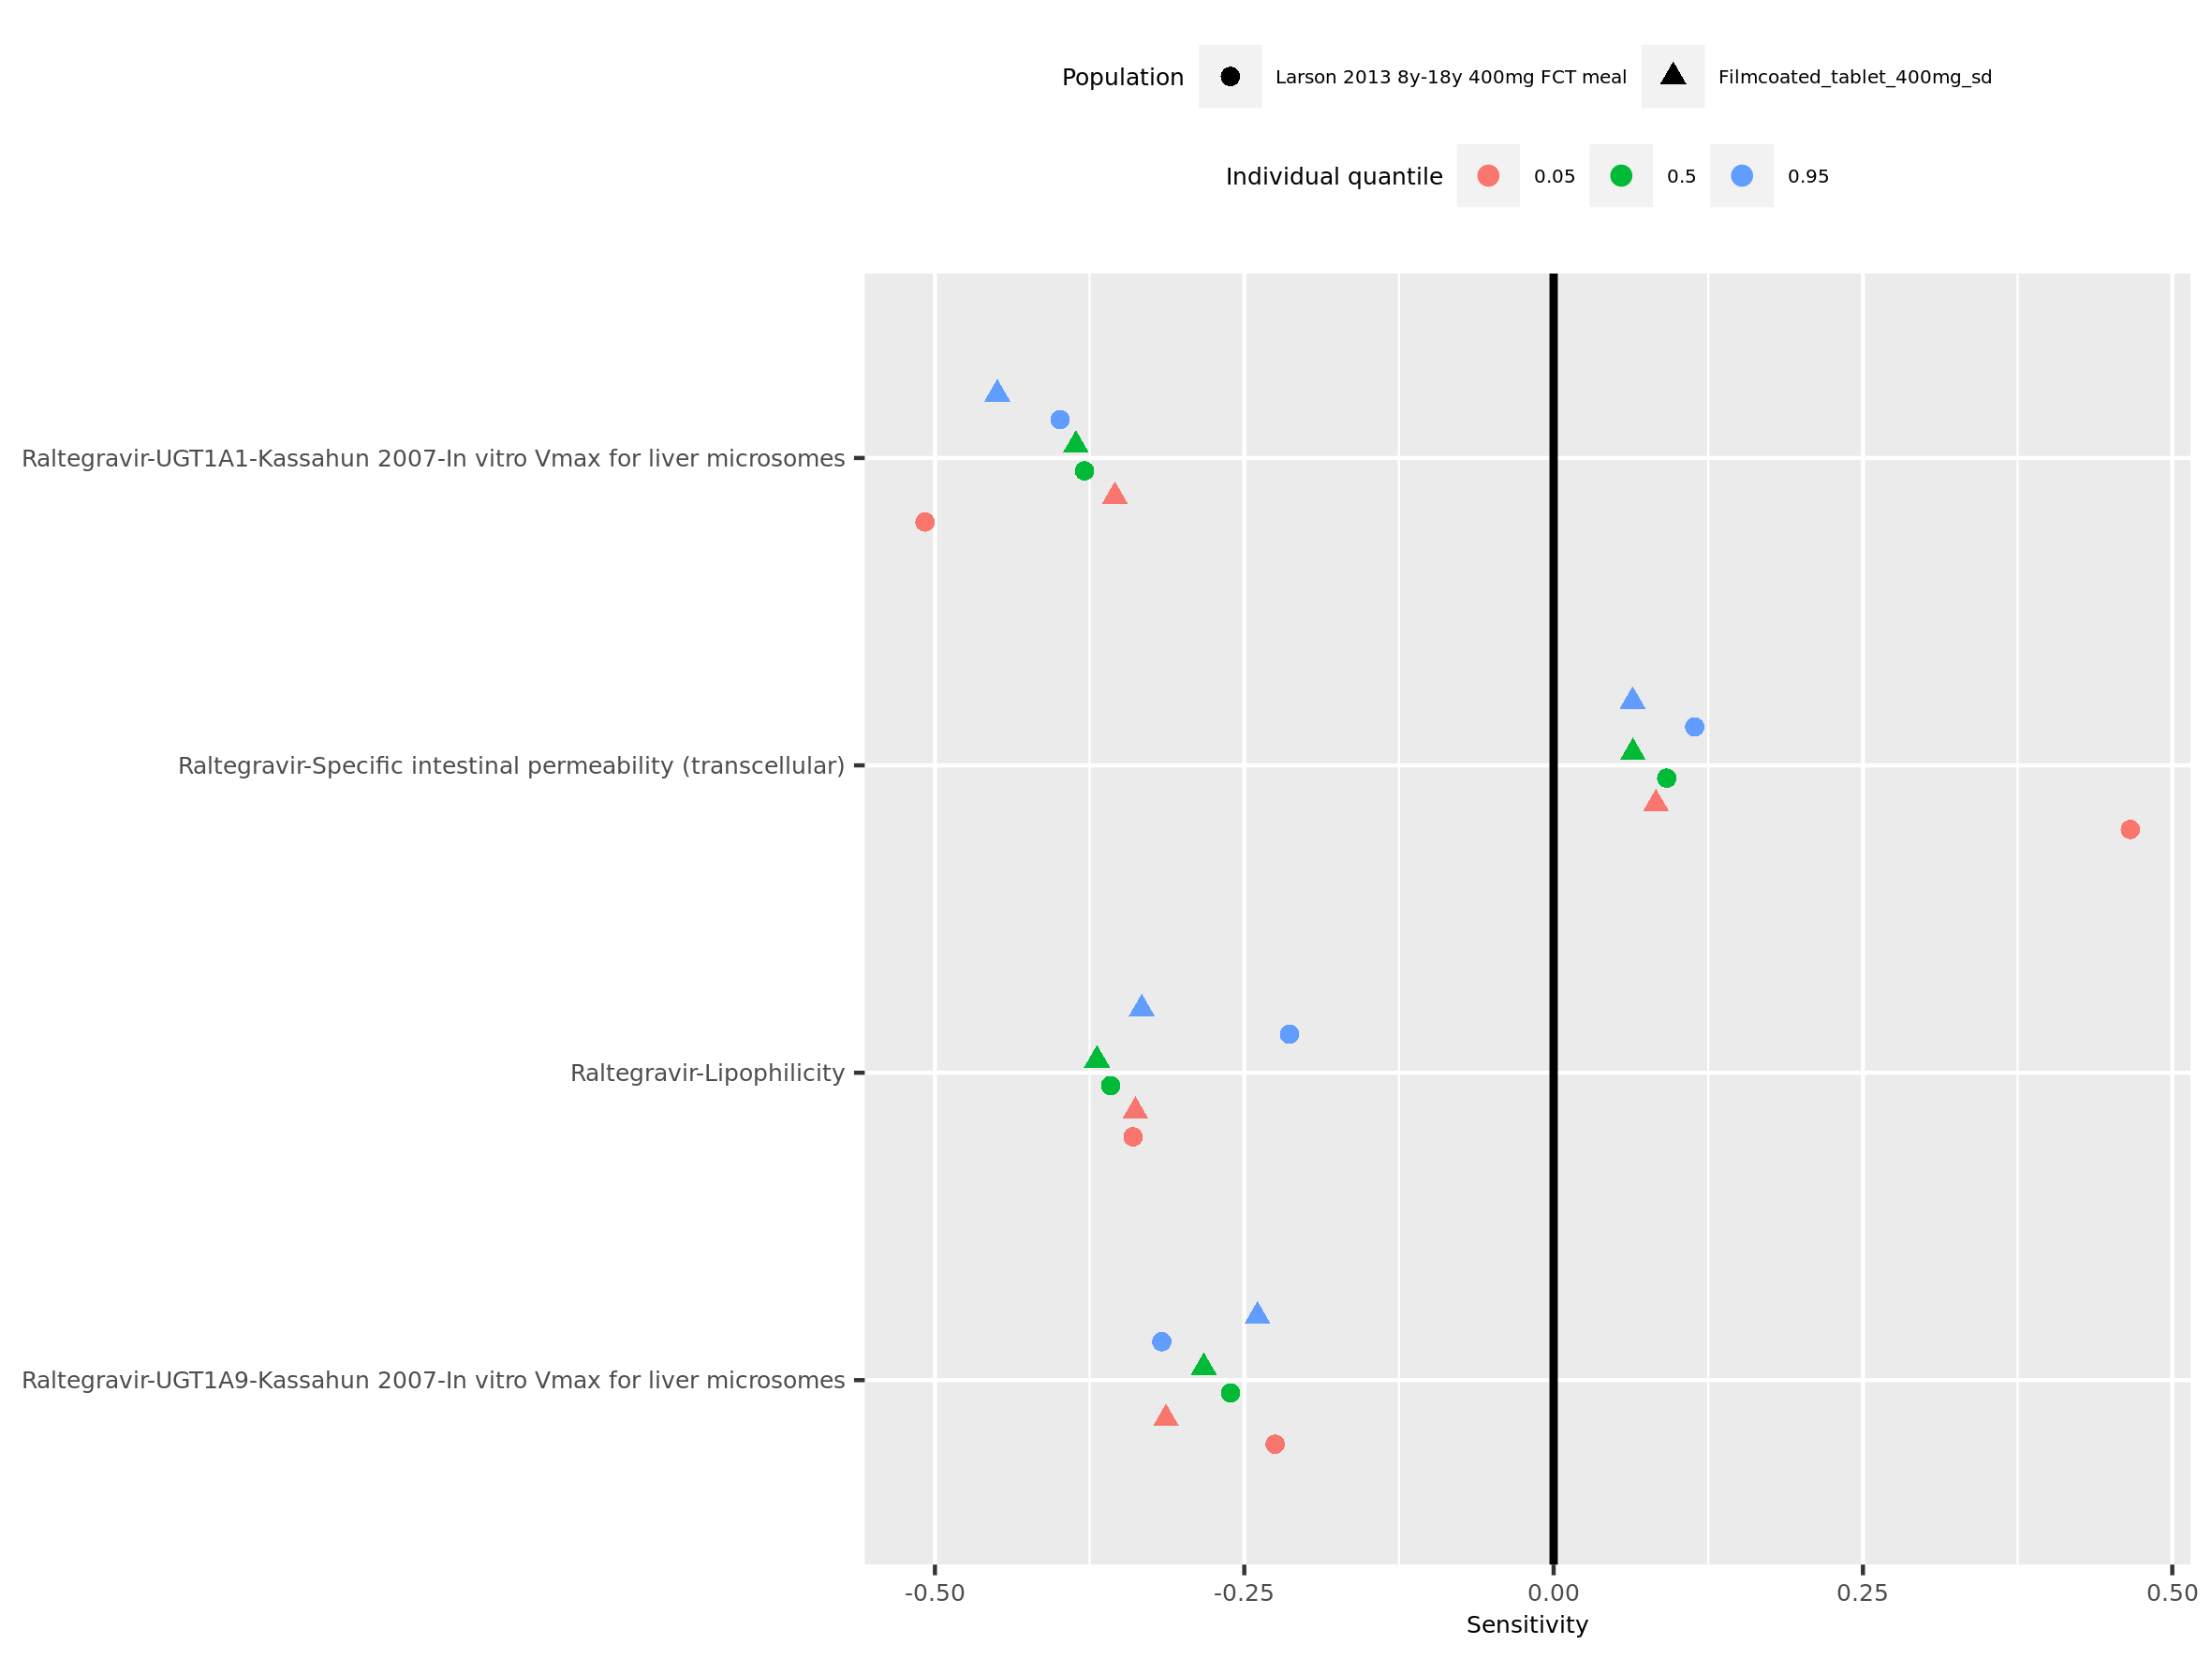 Population Larson 2013 8y-18y 400mg FCT meal Filmcoated_tablet_400mg_sd
Individual quantile 0.05 0.5 0.95
Raltegravir-UGT1A1-Kassahun 2007-In vitro Vmax for liver microsomes
Raltegravir-Specific intestinal permeability (transcellular)
Raltegravir-Lipophilicity
Raltegravir-UGT1A9-Kassahun 2007-In vitro Vmax for liver microsomes
-0.50 -0.25 0.00 0.25 0.50
Sensitivity